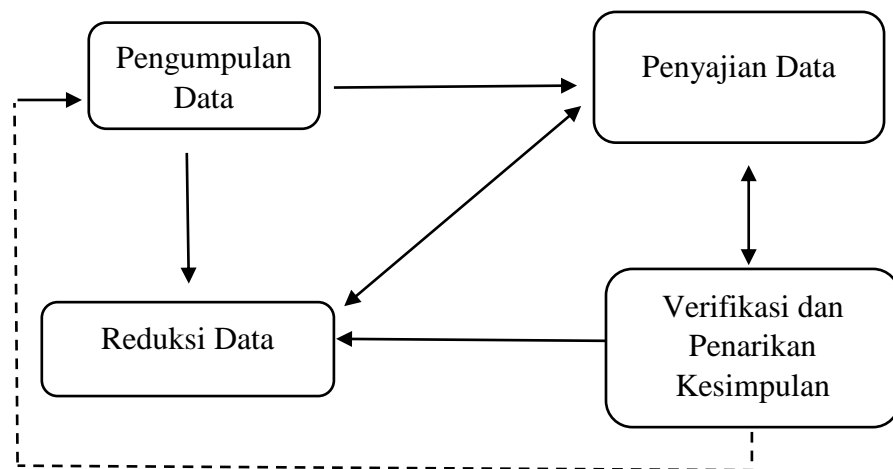 Pengumpulan
Data
Penyajian Data
Reduksi Data
Verifikasi dan
Penarikan
Kesimpulan